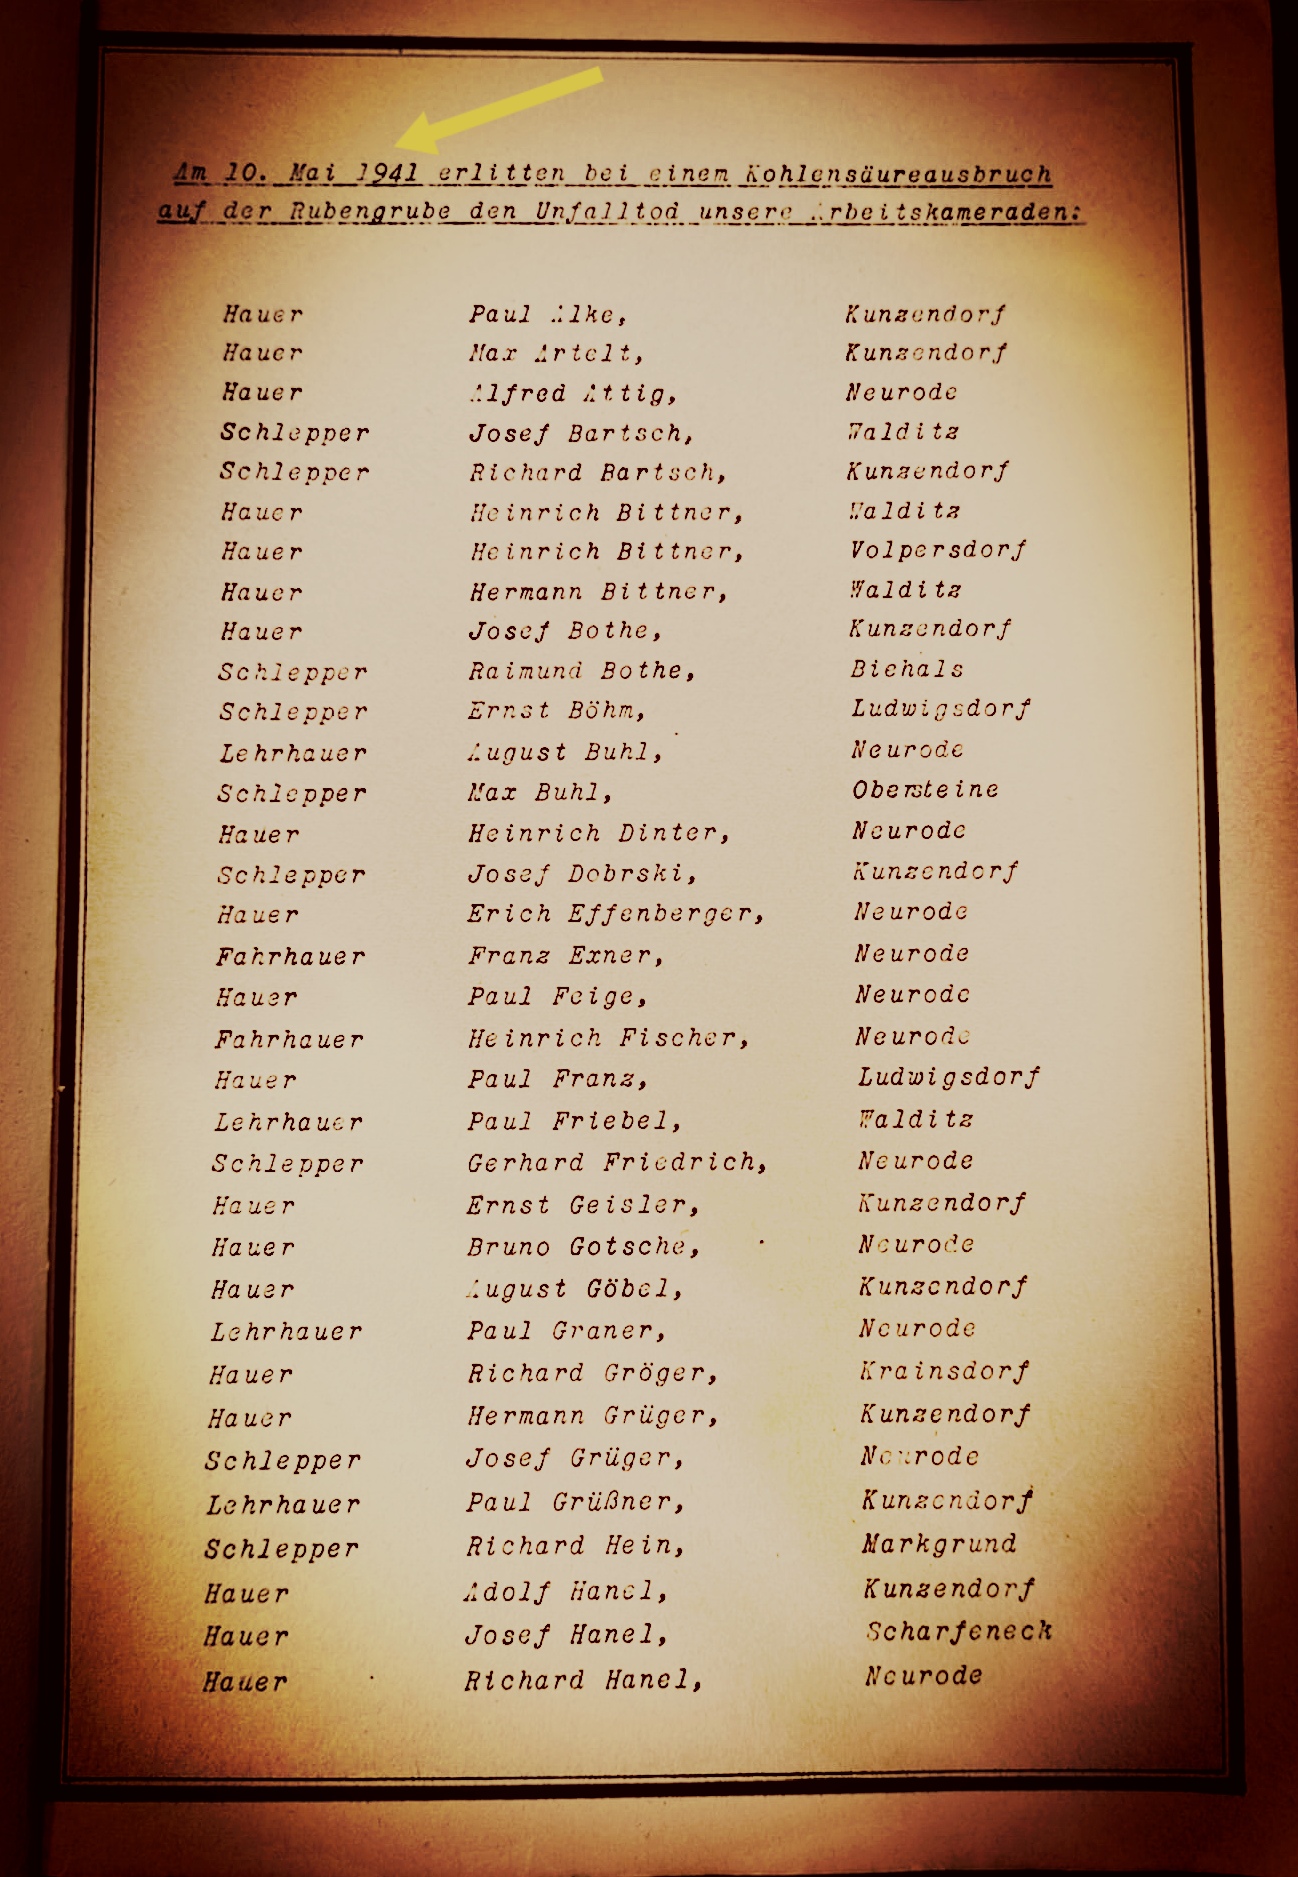 Am 10. Mai 1941 erlitten bei einem Kohlensäureausbruch
auf der Rubengrube den Unfalltod unsere Arbeitskameraden:
Hauer Paul Alke, Kunzendorf
Hauer Max Artelt, Kunzendorf
Hauer Alfred Attig, Neurode
Schlepper Josef Bartsch, Walditz
Schlepper Richard Bartsch, Kunzendorf
Hauer Heinrich Bittner, Walditz
Hauer Heinrich Bittner, Volpersdorf
Hauer Hermann Bittner, Walditz
Hauer Josef Bothe, Kunzendorf
Schlepper Raimund Bothe, Biehals
Schlepper Ernst Böhm, Ludwigsdorf
Lehrhauer August Buhl, Neurode
Schlepper Max Buhl, Obersteine
Hauer Heinrich Dinter, Neurode
Schlepper Josef Dobrski, Kunzendorf
Hauer Erich Effenberger, Neurode
Fahrhauer Franz Exner, Neurode
Hauer Paul Feige, Neurode
Fahrhauer Heinrich Fischer, Neurode
Hauer Paul Franz, Ludwigsdorf
Lehrhauer Paul Friebel, Walditz
Schlepper Gerhard Friedrich, Neurode
Hauer Ernst Geisler, Kunzendorf
Hauer Bruno Gotsche, Neurode
Hauer August Göbel, Kunzendorf
Lehrhauer Paul Graner, Neurode
Hauer Richard Gröger, Krainsdorf
Hauer Hermann Grüger, Kunzendorf
Schlepper Josef Grüger, Neurode
Lehrhauer Paul Grüßner, Kunzendorf
Schlepper Richard Hein, Markgrund
Hauer Adolf Hanel, Kunzendorf
Hauer Josef Hanel, Scharfeneck
Hauer Richard Hanel, Neurode